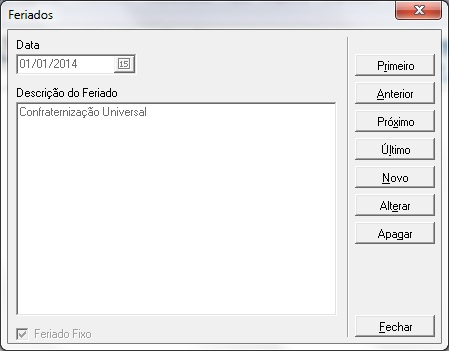 Feriados
Data
01/01/2014
15
Descrição do Feriado
Confraternização Universal
Feriado Fixo
Primeiro
Anterior
Próximo
Último
Novo
Alterar
Apagar
Fechar